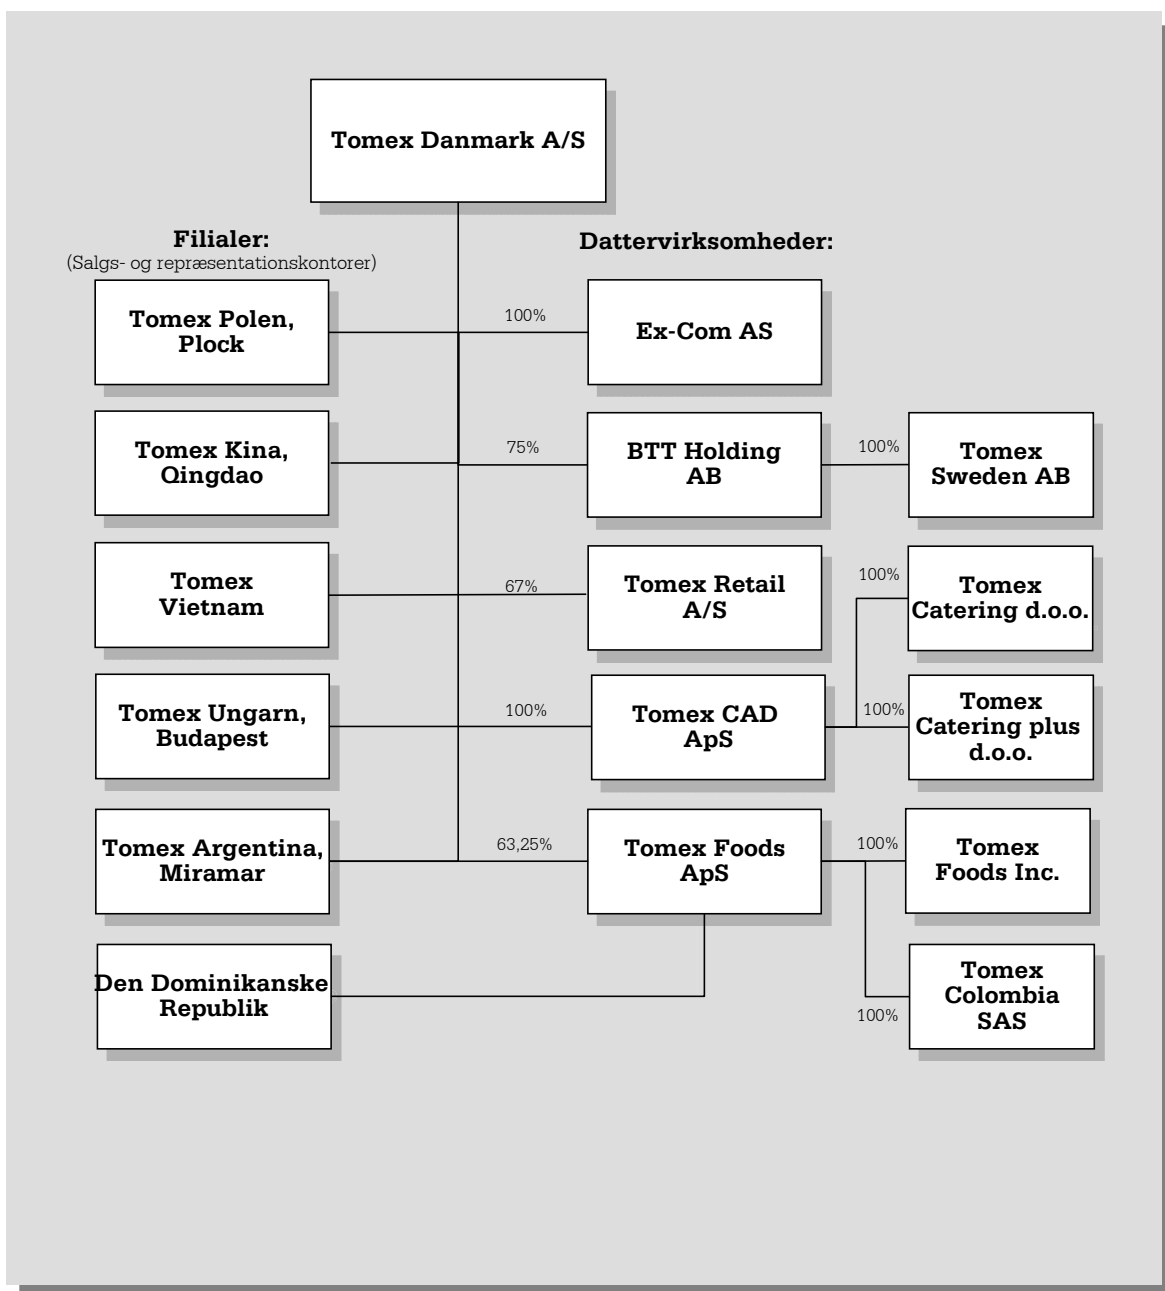 Tomex Danmark A/S
Filialer:
(Salgs- og repræsentationskontorer)
Dattervirksomheder:
Tomex Polen,
Plock
100%
Ex-Com AS
Tomex Kina,
Qingdao
75%
BTT Holding
AB
100%
Tomex
Sweden AB
Tomex
Vietnam
67%
Tomex Retail
A/S
100%
Tomex
Catering d.o.o.
Tomex Ungarn,
Budapest
100%
Tomex CAD
ApS
100%
Tomex
Catering plus
d.o.o.
Tomex Argentina,
Miramar
63,25%
Tomex Foods
ApS
100%
Tomex
Foods Inc.
Den Dominikanske
Republik
100%
Tomex
Colombia
SAS